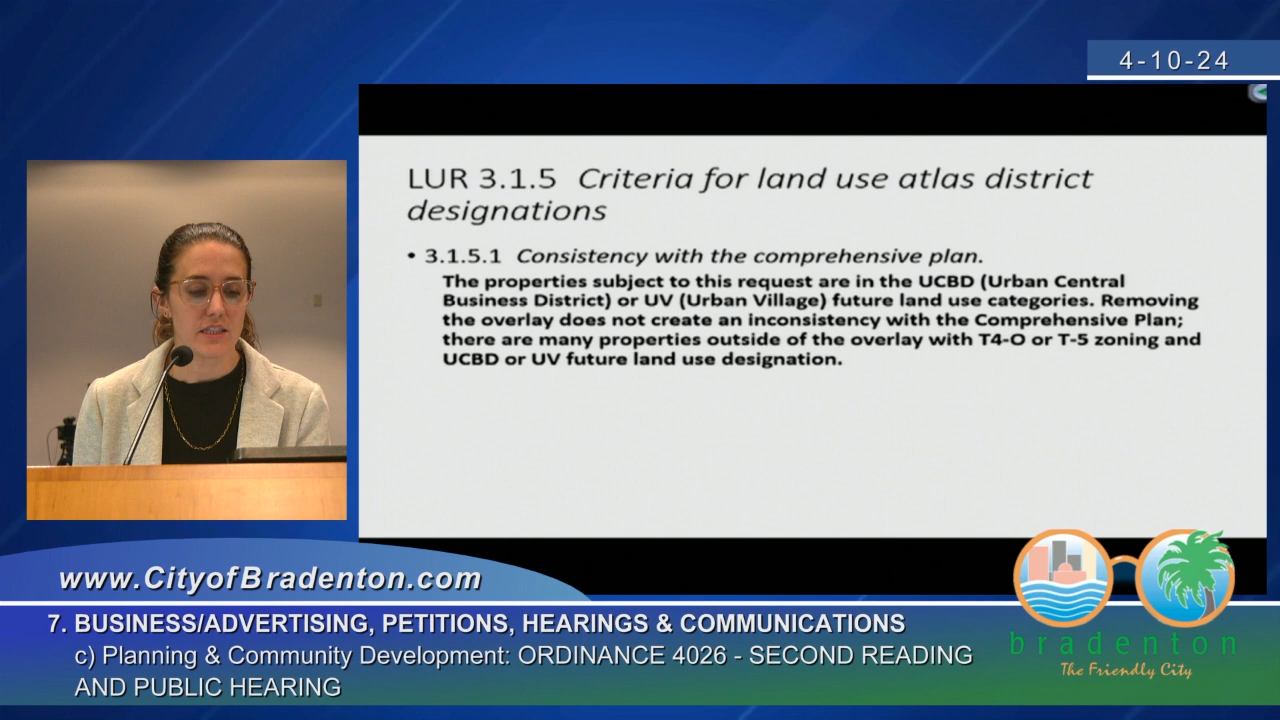 4-10-24
LUR 3.1.5 Criteria for land use atlas district
designations
• 3.1.5.1 Consistency with the comprehensive plan.
The properties subject to this request are in the UCBD (Urban Central
Business District) or UV (Urban Village) future land use categories. Removing
the overlay does not create an inconsistency with the Comprehensive Plan;
there are many properties outside of the overlay with T4-O or T-5 zoning and
UCBD or UV future land use designation.
www.CityofBradenton.com
7. BUSINESS/ADVERTISING, PETITIONS, HEARINGS & COMMUNICATIONS
c) Planning & Community Development: ORDINANCE 4026 - SECOND READING
AND PUBLIC HEARING
bradenton
The Friendly City